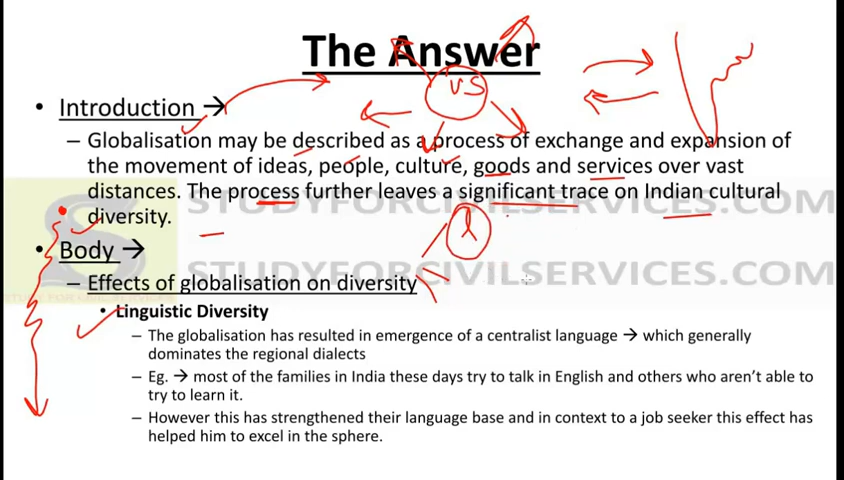 The Answer
VS
• Introduction →
– Globalisation may be described as a process of exchange and expansion of
the movement of ideas, people, culture, goods and services over vast
distances. The process further leaves a significant trace on Indian cultural
diversity.
STUDYFORCIVILSERVICES.COM
• Body →
STUDYFORCIVILSERVICES.COM
– Effects of globalisation on diversity
• Linguistic Diversity
– The globalisation has resulted in emergence of a centralist language → which generally
dominates the regional dialects
– Eg. → most of the families in India these days try to talk in English and others who aren't able to
try to learn it.
– However this has strengthened their language base and in context to a job seeker this effect has
helped him to excel in the sphere.